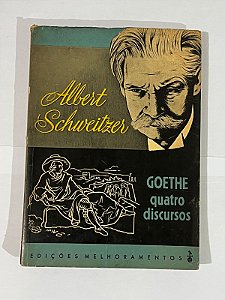 Albert
Schweitzer
GOETHE
quatro
discursos
EDIÇÕES MELHORAMENTOS